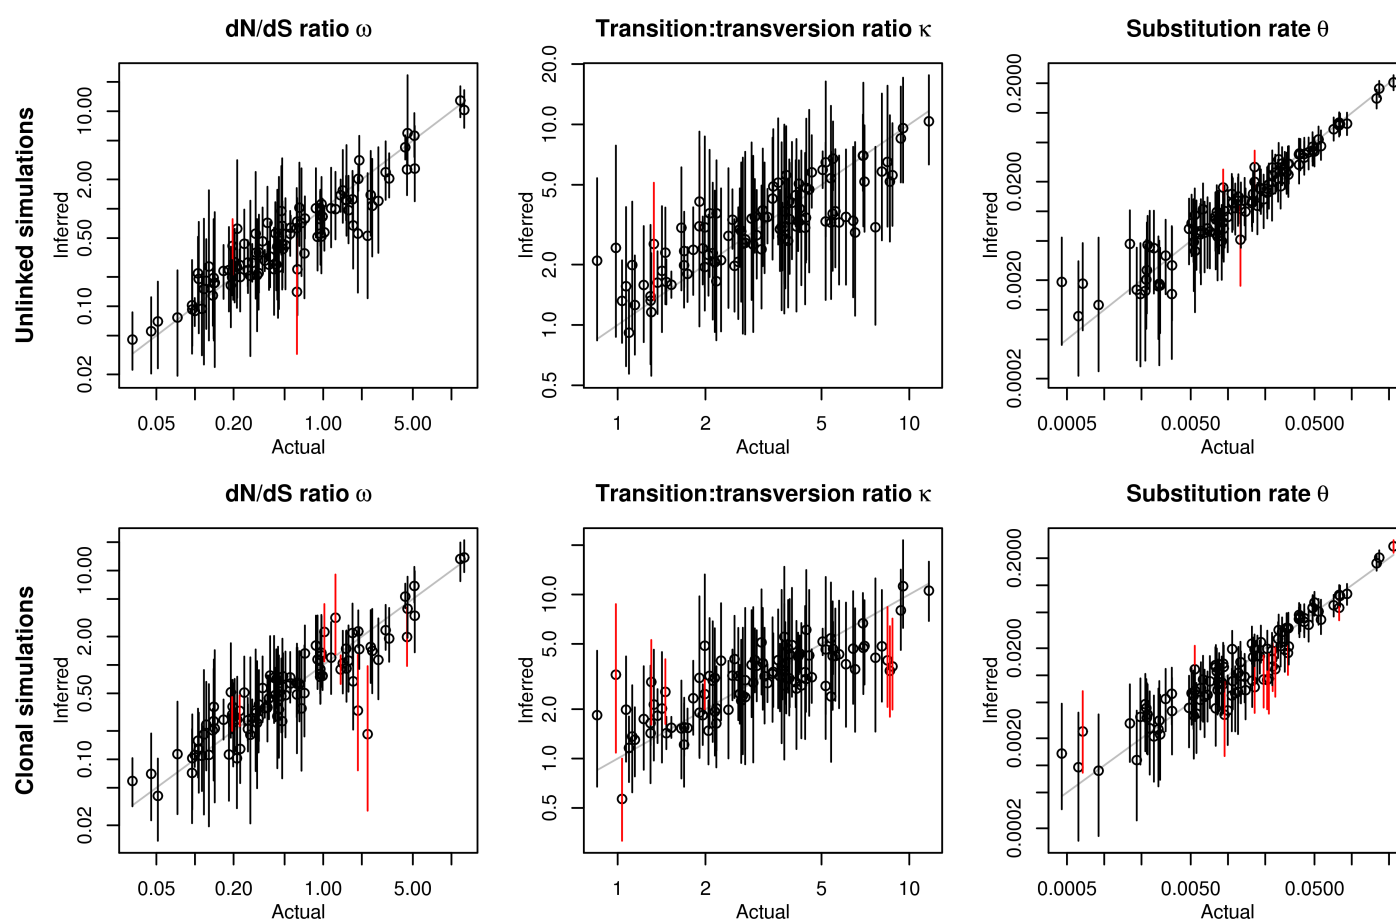 dN/dS ratio ω
Transition:transversion ratio κ
Substitution rate θ
Unlinked simulations
Inferred
10.00
2.00
0.50
0.10
0.02
0.05
0.20
1.00
5.00
Actual
Inferred
20.0
10.0
5.0
2.0
1.0
0.5
1
2
5
10
Actual
Inferred
0.2000
0.0200
0.0020
0.0002
0.0005
0.0050
0.0500
Actual
dN/dS ratio ω
Transition:transversion ratio κ
Substitution rate θ
Clonal simulations
Inferred
10.00
2.00
0.50
0.10
0.02
0.05
0.20
1.00
5.00
Actual
Inferred
10.0
5.0
2.0
1.0
0.5
1
2
5
10
Actual
Inferred
0.2000
0.0200
0.0020
0.0002
0.0005
0.0050
0.0500
Actual